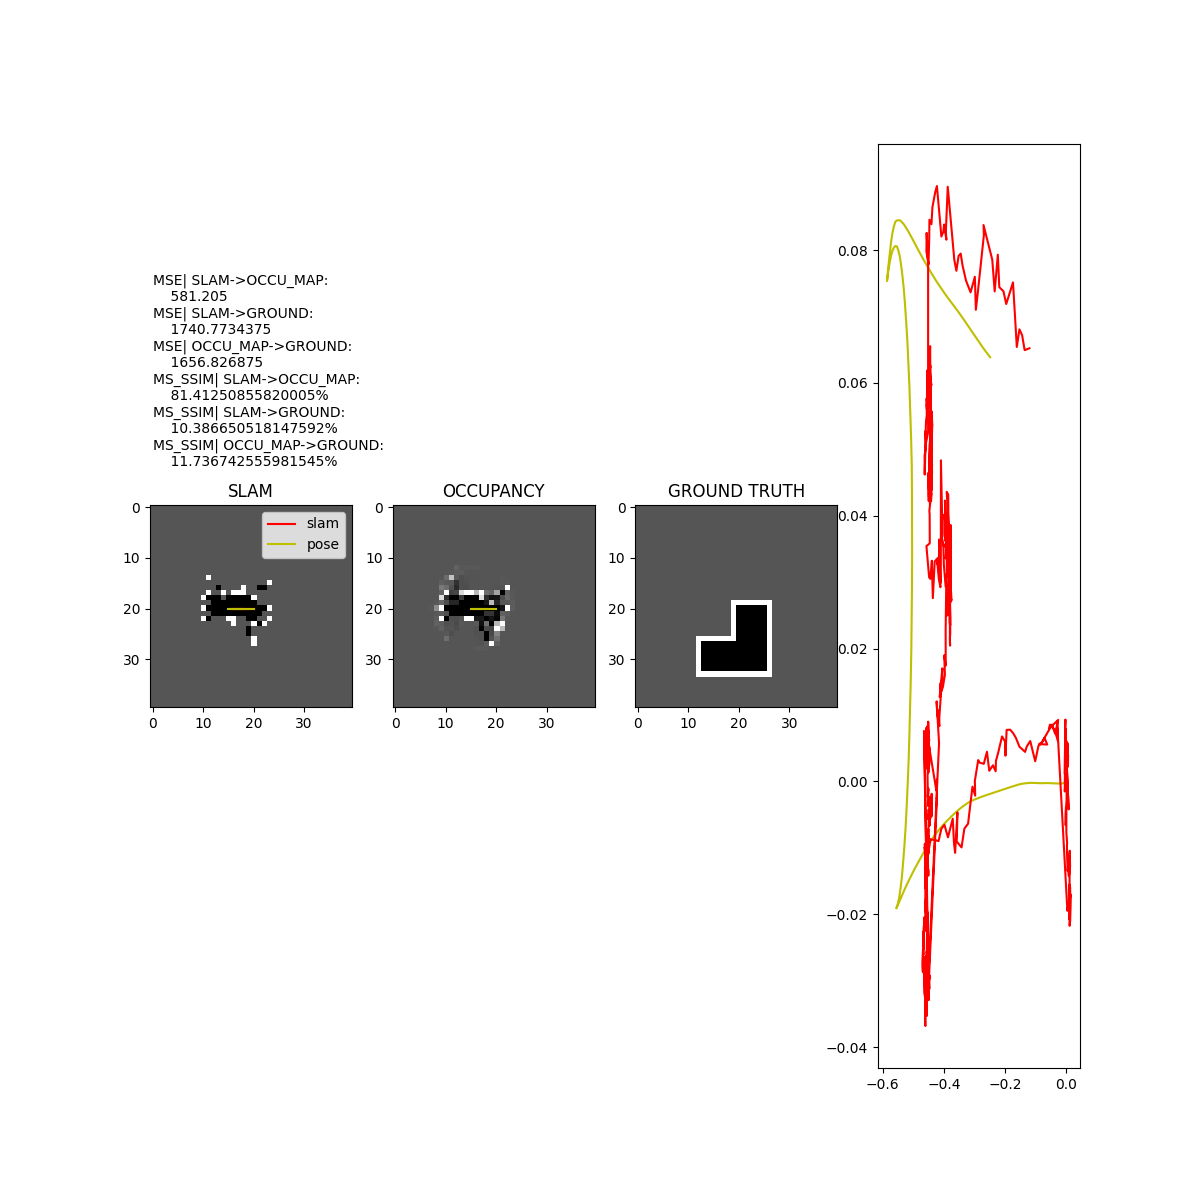 MSE| SLAM->OCCU_MAP:
581.205
MSE| SLAM->GROUND:
1740.7734375
MSE| OCCU_MAP->GROUND:
1656.826875
MS_SSIM| SLAM->OCCU_MAP:
81.41250855820005%
MS_SSIM| SLAM->GROUND:
10.386650518147592%
MS_SSIM| OCCU_MAP->GROUND:
11.736742555981545%
SLAM
0
10
20
30
0 10 20 30
slam
pose
OCCUPANCY
0
10
20
30
0 10 20 30
GROUND TRUTH
0
10
20
30
0 10 20 30
0.08
0.06
0.04
0.02
0.00
−0.02
−0.04
−0.6 −0.4 −0.2 0.0